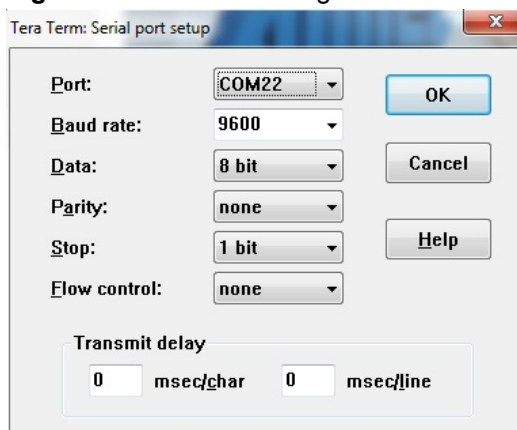 Tera Term: Serial port setup
Port: COM22
OK
Baud rate: 9600
Data: 8 bit
Cancel
Parity: none
Stop: 1 bit
Help
Flow control: none
Transmit delay
0 msec/char 0 msec/line